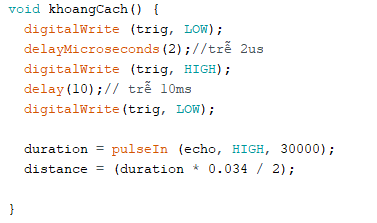 void khoangCach() {
digitalWrite (trig, LOW);
delayMicroseconds(2);//trễ 2us
digitalWrite (trig, HIGH);
delay(10);// trễ 10ms
digitalWrite(trig, LOW);
duration = pulseIn (echo, HIGH, 30000);
distance = (duration * 0.034 / 2);
}